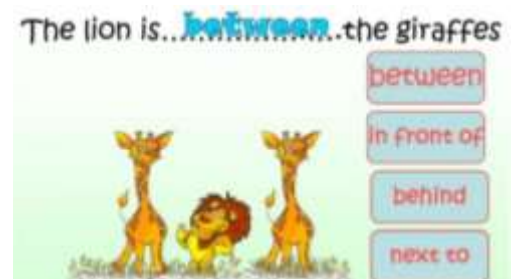 The lion is...between...the giraffes
between
in front of
behind
next to